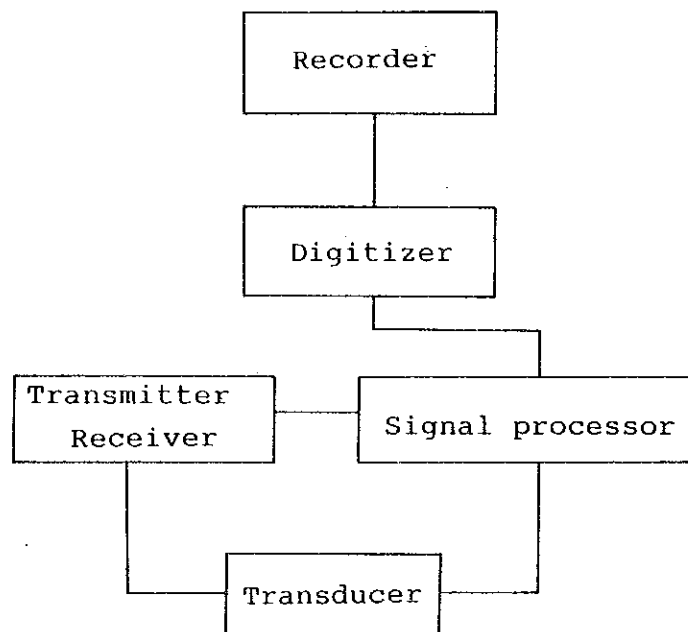 Recorder
Digitizer
Transmitter
Receiver
Signal processor
Transducer